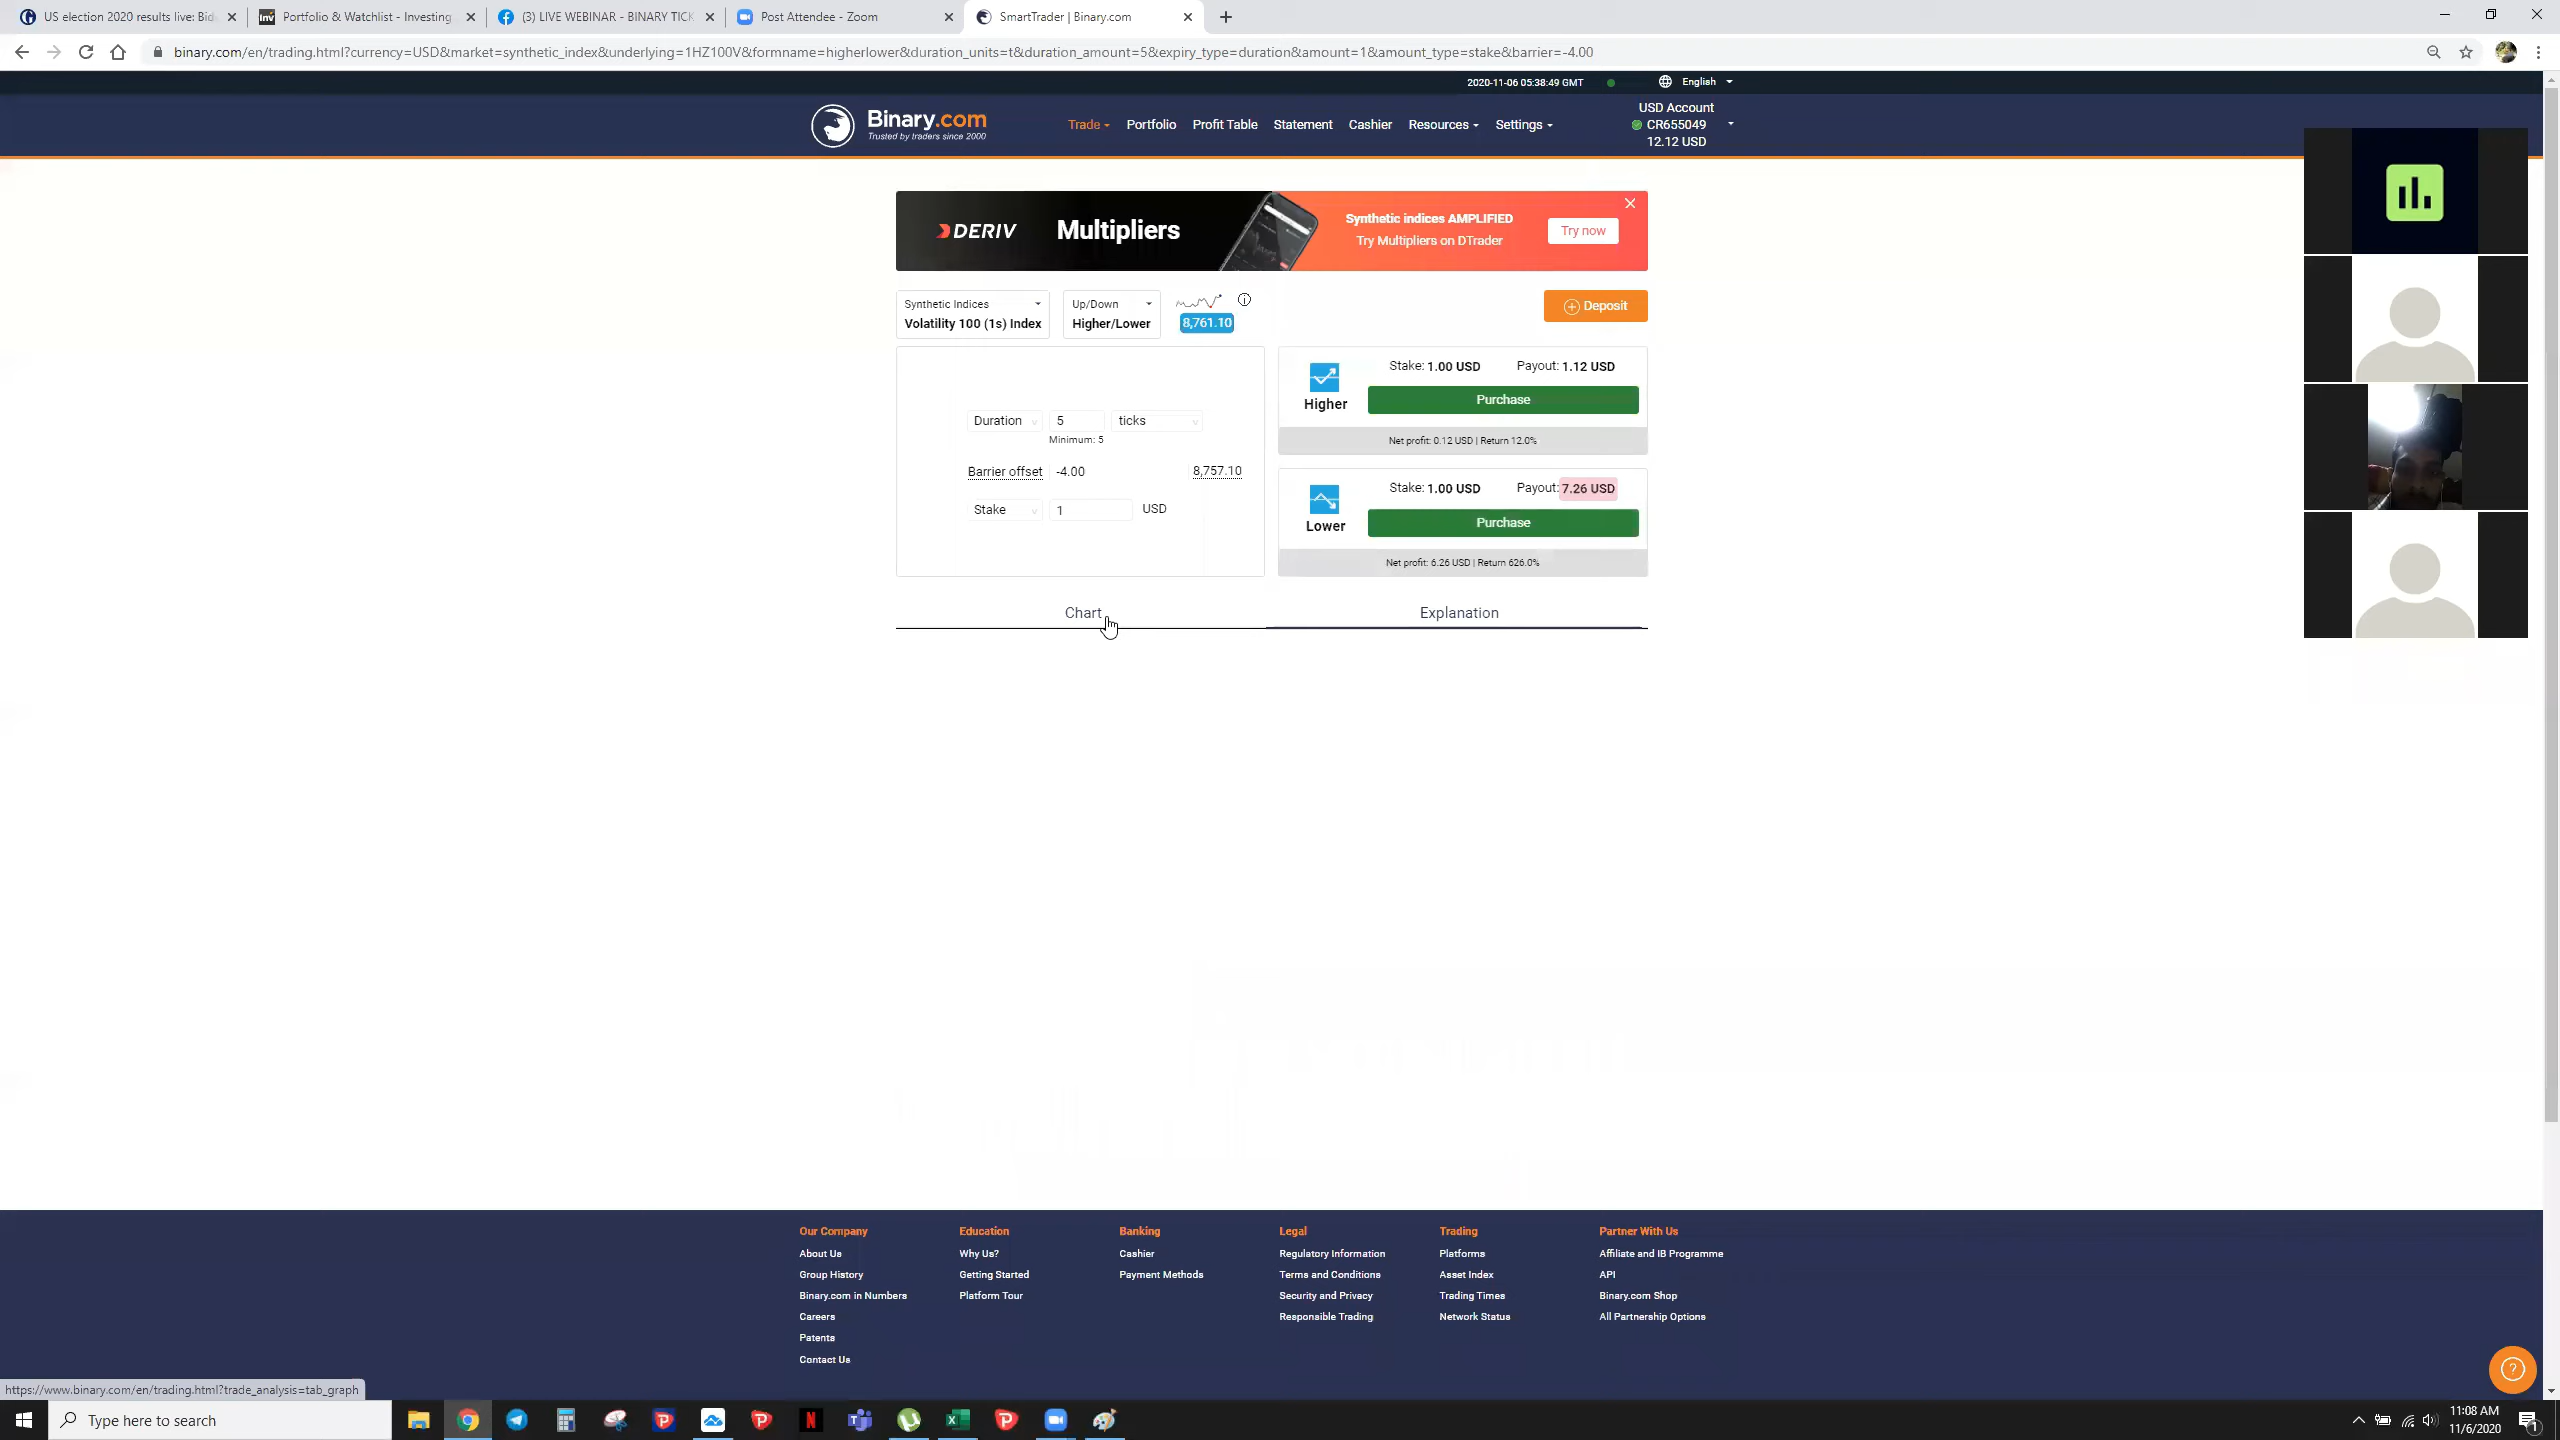 US election 2020 results live: Bid
Portfolio & Watchlist - Investing
(3) LIVE WEBINAR - BINARY TICK
Post Attendee - Zoom
SmartTrader | Binary.com
binary.com/en/trading.html?currency=USD&market=synthetic_index&underlying=1HZ100V&formname=higherlower&duration_units=t&duration_amount=5&expiry_type=duration&amount=1&amount_type=stake&barrier=-4.00
2020-11-06 05:38:49 GMT
English
Binary.com
Trusted by traders since 2000
Trade
Portfolio
Profit Table
Statement
Cashier
Resources
Settings
USD Account
CR655049
12.12 USD
DERIV
Multipliers
Synthetic indices AMPLIFIED
Try Multipliers on DTrader
Try now
Synthetic Indices
Volatility 100 (1s) Index
Up/Down
Higher/Lower
8,761.10
Deposit
Duration
5
ticks
Minimum: 5
Barrier offset
-4.00
8,757.10
Stake
1
USD
Higher
Stake: 1.00 USD
Payout: 1.12 USD
Purchase
Net profit: 0.12 USD | Return 12.0%
Lower
Stake: 1.00 USD
Payout: 7.26 USD
Purchase
Net profit: 6.26 USD | Return 626.0%
Chart
Explanation
Our Company
About Us
Group History
Binary.com in Numbers
Careers
Patents
Contact Us
Education
Why Us?
Getting Started
Platform Tour
Banking
Cashier
Payment Methods
Legal
Regulatory Information
Terms and Conditions
Security and Privacy
Responsible Trading
Trading
Platforms
Asset Index
Trading Times
Network Status
Partner With Us
Affiliate and IB Programme
API
Binary.com Shop
All Partnership Options
https://www.binary.com/en/trading.html?trade_analysis=tab_graph
Type here to search
11:08 AM
11/6/2020